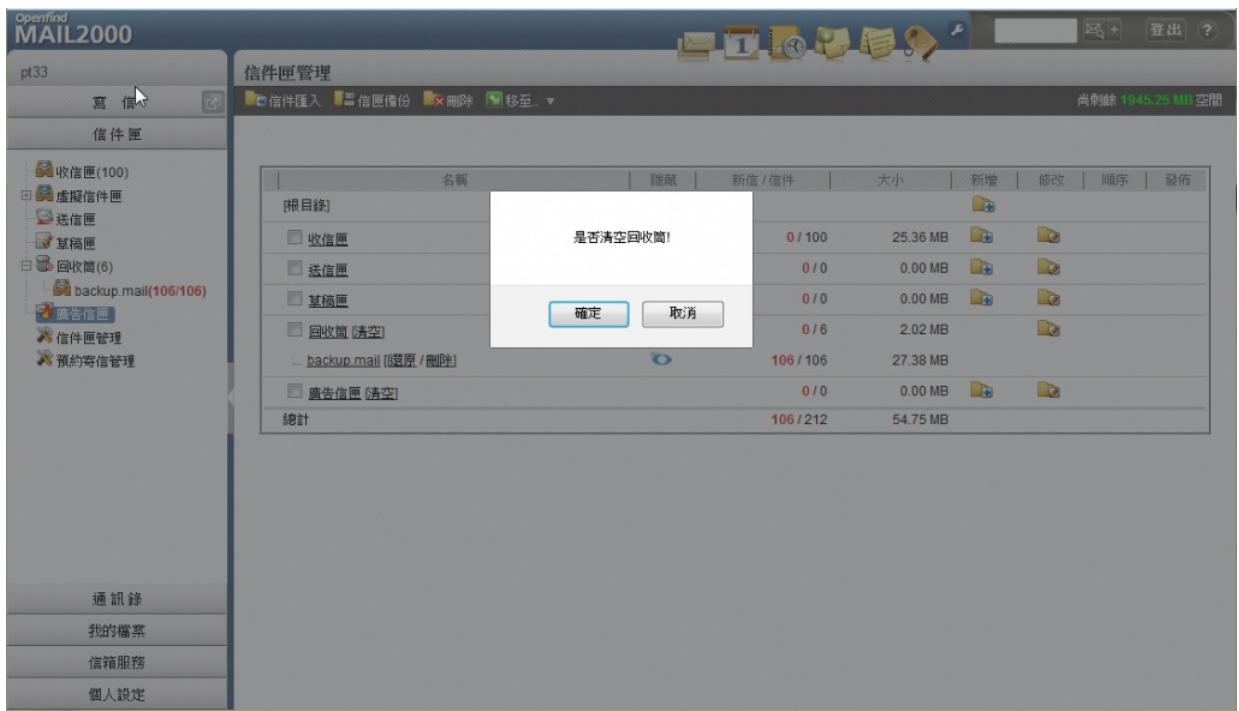 Openfind
MAIL2000
1
登出 ?
pt33
信件匣管理
寫 信
信件匯入 信匣備份 刪除 移至.. ▼ 尚剩餘 1945.25 MB 空間
信件匣
收信匣(100)
虛擬信件匣
送信匣
草稿匣
回收筒(6)
backup.mail(106/106)
廣告信匣
信件匣管理
預約寄信管理
名稱 隱藏 新信 / 信件 大小 新增 修改 順序 發佈
[根目錄]
收信匣 0 / 100 25.36 MB
送信匣 0 / 0 0.00 MB
草稿匣 0 / 0 0.00 MB
回收筒 [清空] 0 / 6 2.02 MB
backup.mail [還原 / 刪除] 106 / 106 27.38 MB
廣告信匣 [清空] 0 / 0 0.00 MB
總計 106 / 212 54.75 MB
是否清空回收筒!
確定 取消
通訊錄
我的檔案
信箱服務
個人設定